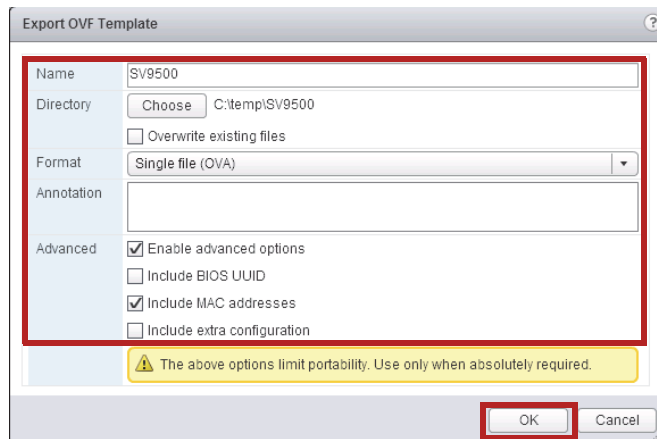 Export OVF Template
?
Name SV9500
Directory Choose C:\temp\SV9500
Overwrite existing files
Format Single file (OVA)
Annotation
Advanced Enable advanced options
Include BIOS UUID
Include MAC addresses
Include extra configuration
The above options limit portability. Use only when absolutely required.
OK Cancel